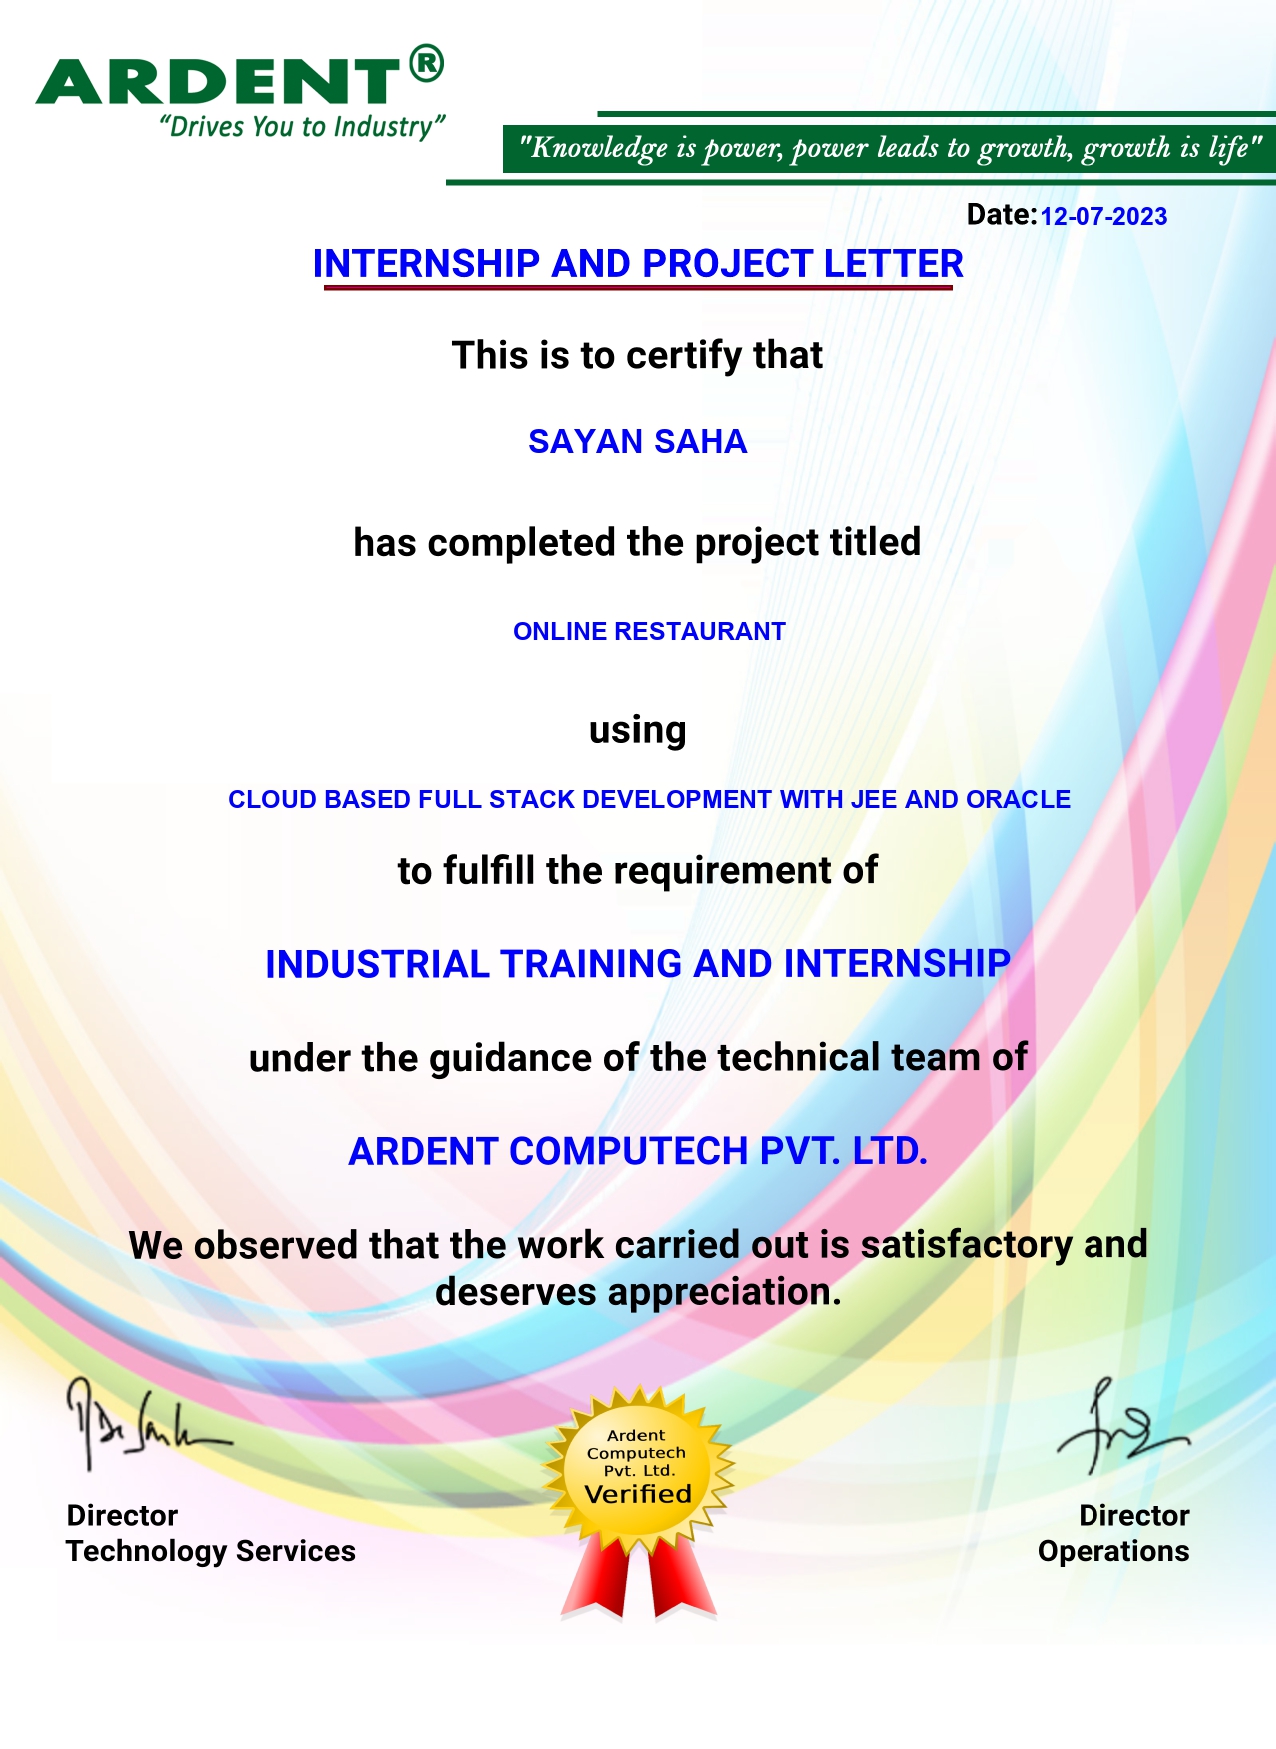 ARDENT®
“Drives You to Industry”
"Knowledge is power, power leads to growth, growth is life"
Date:12-07-2023
INTERNSHIP AND PROJECT LETTER
This is to certify that
SAYAN SAHA
has completed the project titled
ONLINE RESTAURANT
using
CLOUD BASED FULL STACK DEVELOPMENT WITH JEE AND ORACLE
to fulfill the requirement of
INDUSTRIAL TRAINING AND INTERNSHIP
under the guidance of the technical team of
ARDENT COMPUTECH PVT. LTD.
We observed that the work carried out is satisfactory and
deserves appreciation.
Ardent
Computech
Pvt. Ltd.
Verified
Director
Technology Services
Director
Operations